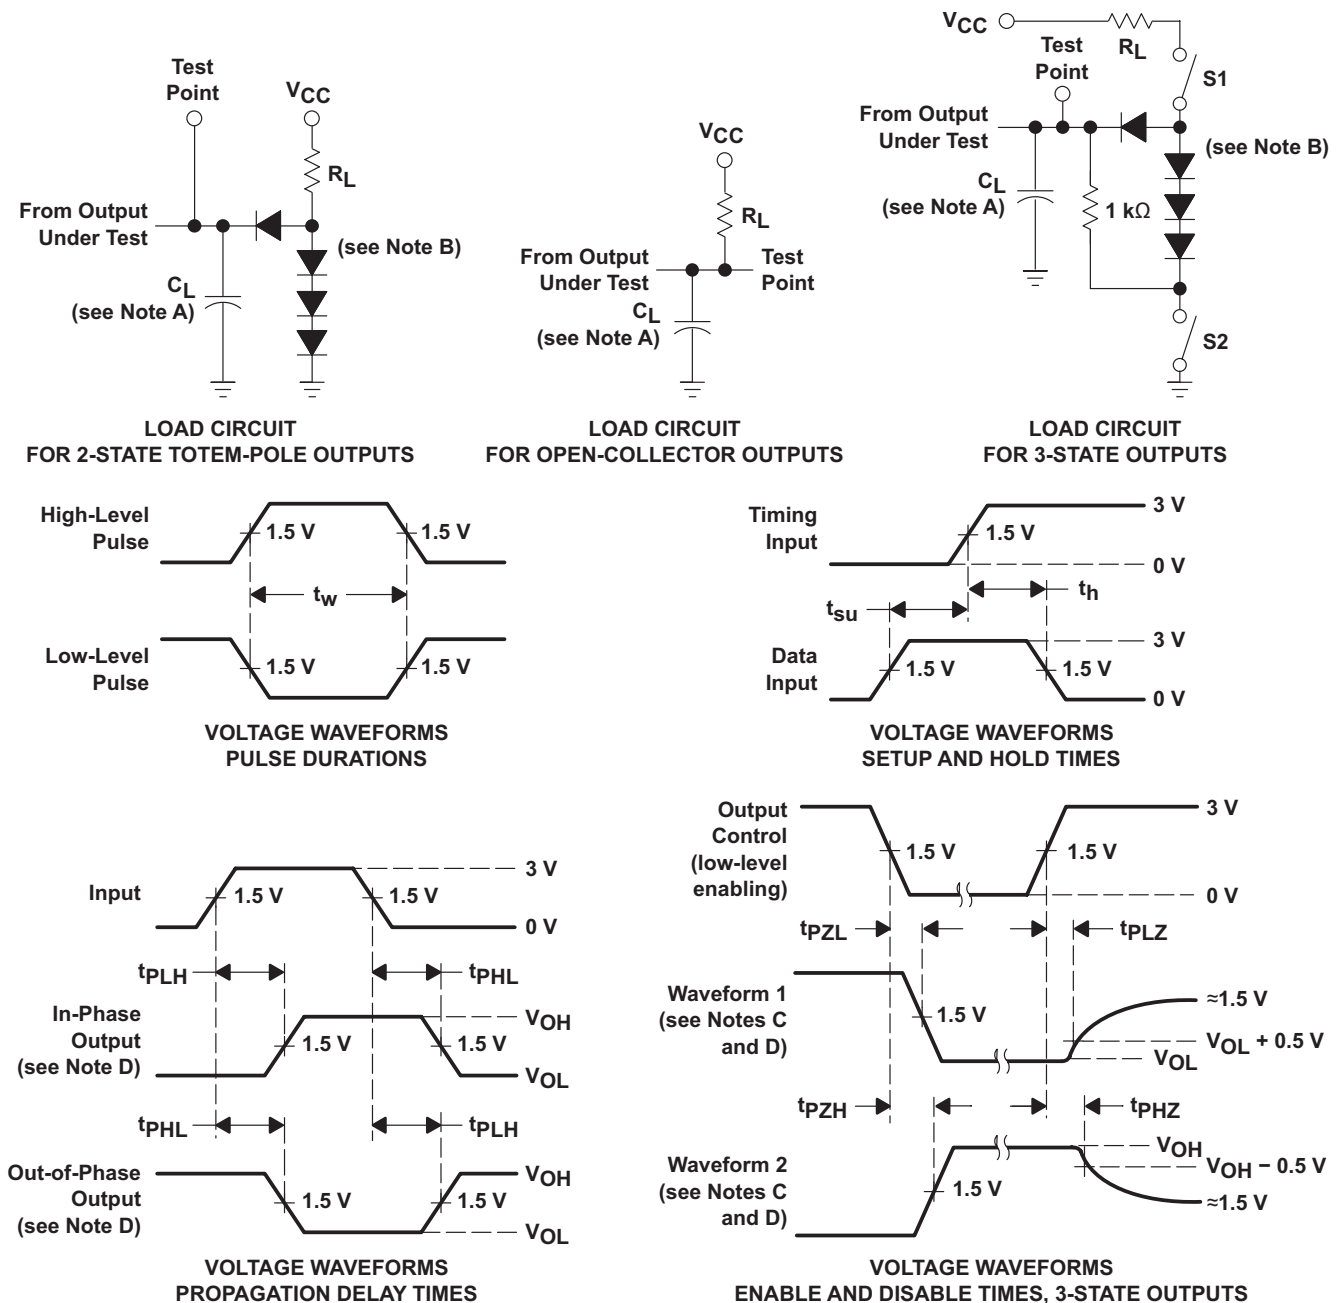 Test
Point
VCC
RL
From Output
Under Test
(see Note B)
CL
(see Note A)
LOAD CIRCUIT
FOR 2-STATE TOTEM-POLE OUTPUTS
VCC
RL
From Output
Under Test
Test
Point
CL
(see Note A)
LOAD CIRCUIT
FOR OPEN-COLLECTOR OUTPUTS
VCC
RL
Test
Point
S1
From Output
Under Test
(see Note B)
CL
(see Note A)
1 kΩ
S2
LOAD CIRCUIT
FOR 3-STATE OUTPUTS
High-Level
Pulse
1.5 V
1.5 V
tw
Low-Level
Pulse
1.5 V
1.5 V
VOLTAGE WAVEFORMS
PULSE DURATIONS
Timing
Input
1.5 V
3 V
0 V
tsu
th
Data
Input
1.5 V
1.5 V
3 V
0 V
VOLTAGE WAVEFORMS
SETUP AND HOLD TIMES
Input
1.5 V
1.5 V
3 V
0 V
tPLH
tPHL
In-Phase
Output
(see Note D)
1.5 V
1.5 V
VOH
VOL
tPHL
tPLH
Out-of-Phase
Output
(see Note D)
1.5 V
1.5 V
VOH
VOL
VOLTAGE WAVEFORMS
PROPAGATION DELAY TIMES
Output
Control
(low-level
enabling)
1.5 V
1.5 V
3 V
0 V
tPZL
tPLZ
Waveform 1
(see Notes C
and D)
1.5 V
≈1.5 V
VOL + 0.5 V
VOL
tPZH
tPHZ
Waveform 2
(see Notes C
and D)
1.5 V
VOH
VOH − 0.5 V
≈1.5 V
VOLTAGE WAVEFORMS
ENABLE AND DISABLE TIMES, 3-STATE OUTPUTS